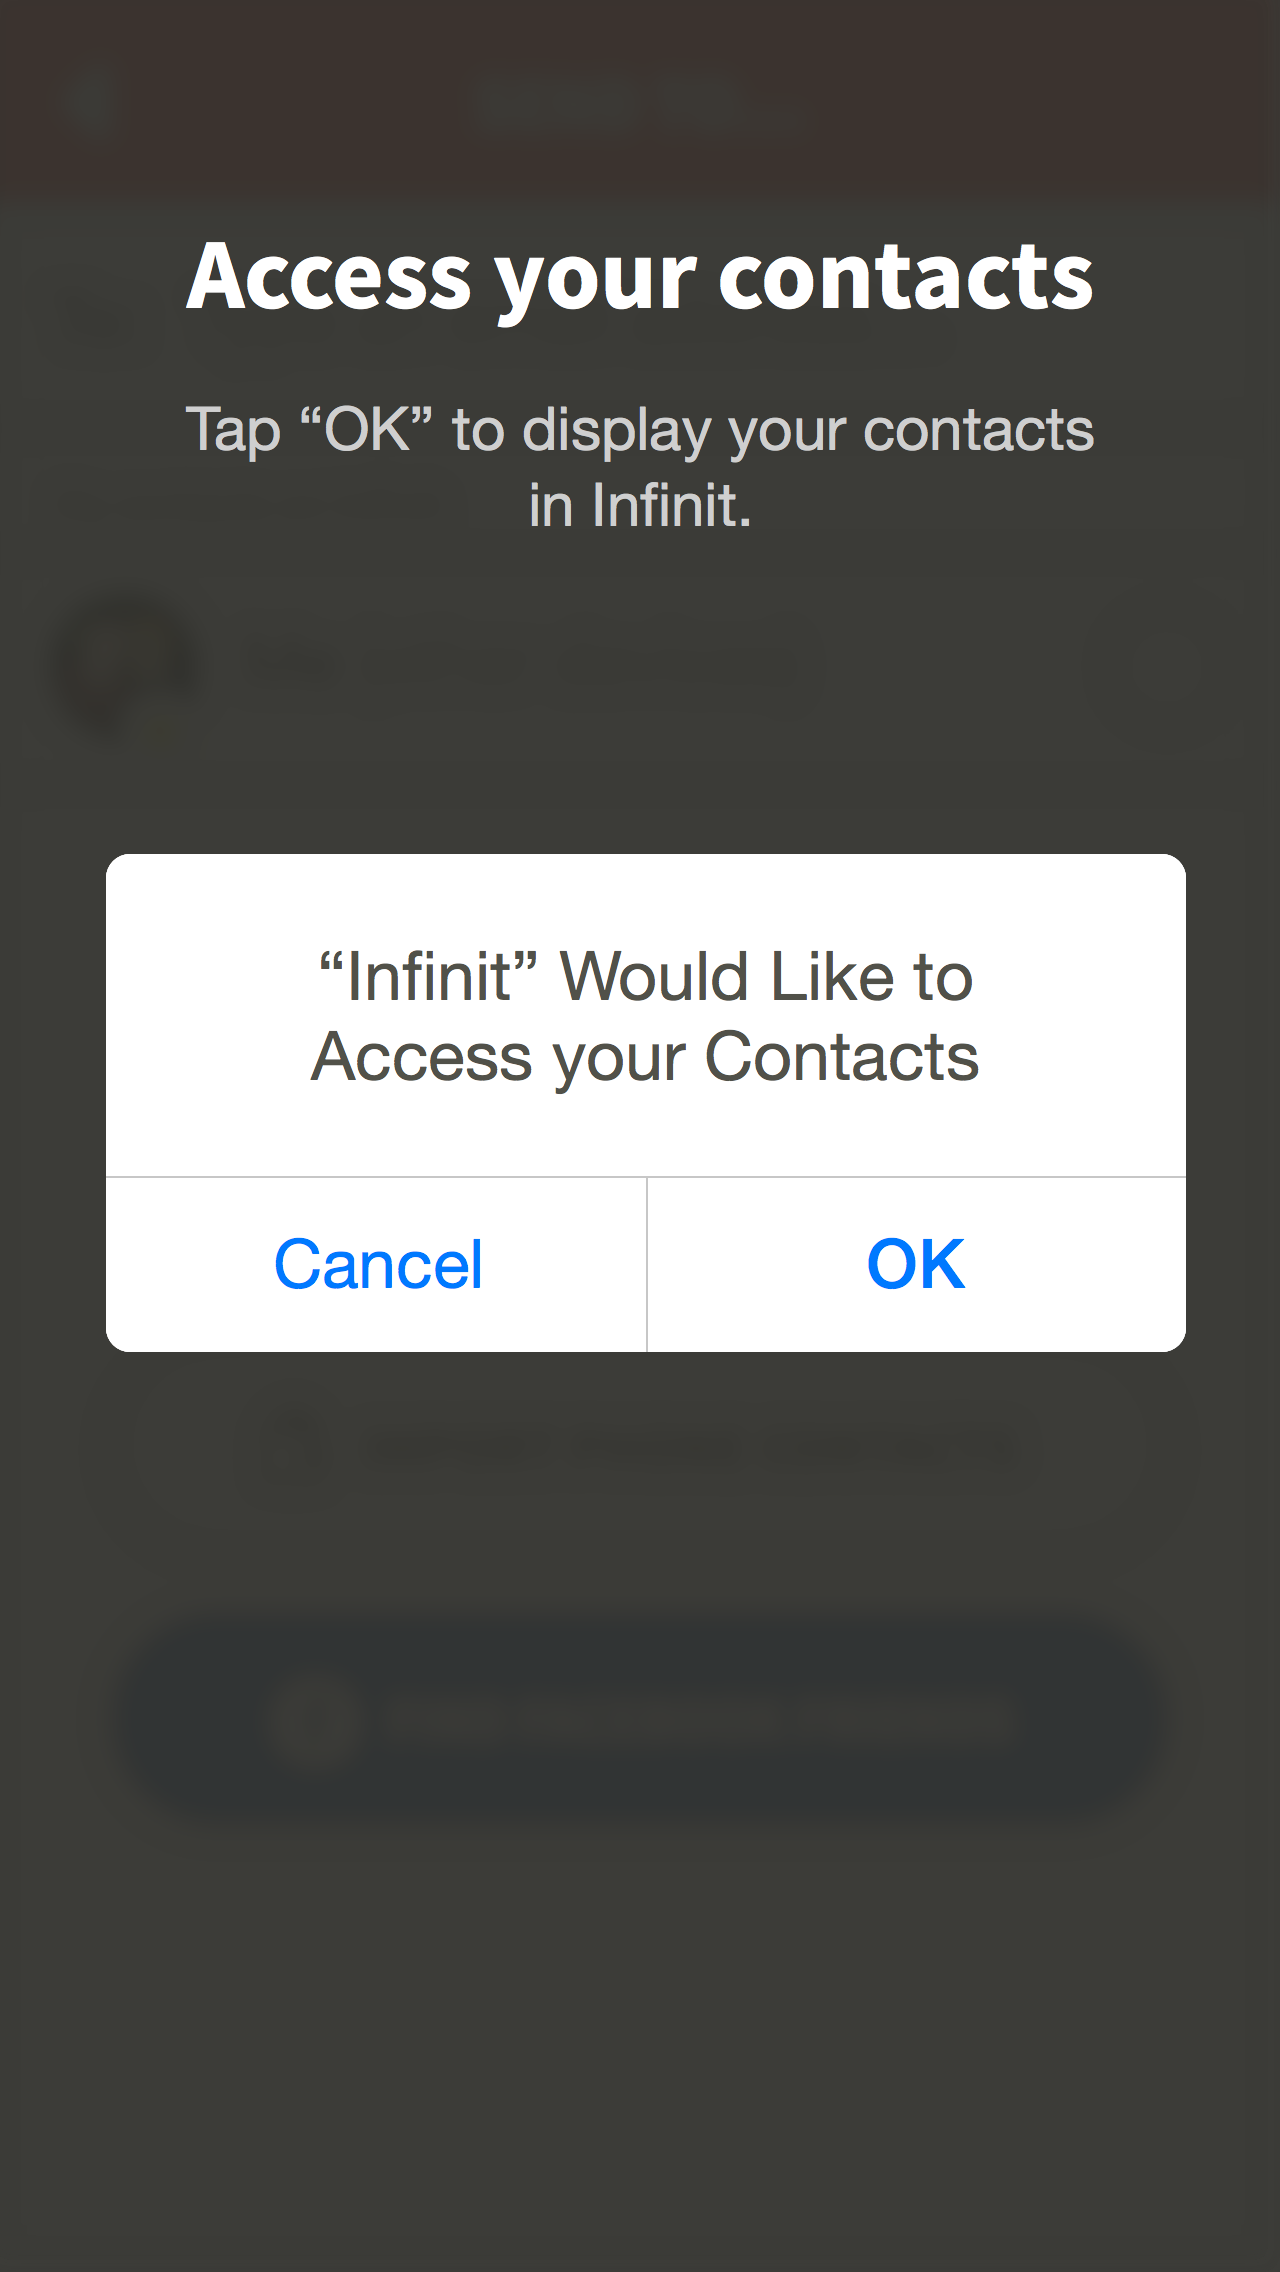 Access your contacts
Tap “OK” to display your contacts
in Infinit.
“Infinit” Would Like to
Access your Contacts
Cancel
OK